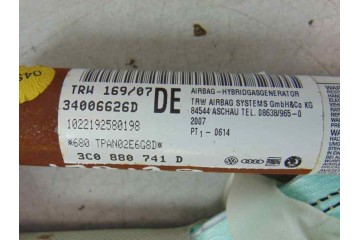 TRW 169/07
34006626D
DE
1022192580198
*680 TPAN02E6G8D*
3C0 880 741 D
AIRBAG-HYBRIDGASGENERATOR
TRW AIRBAG SYSTEMS GmbH&Co KG
84544 ASCHAU TEL. 08638/965-0
2007
PT1-0614